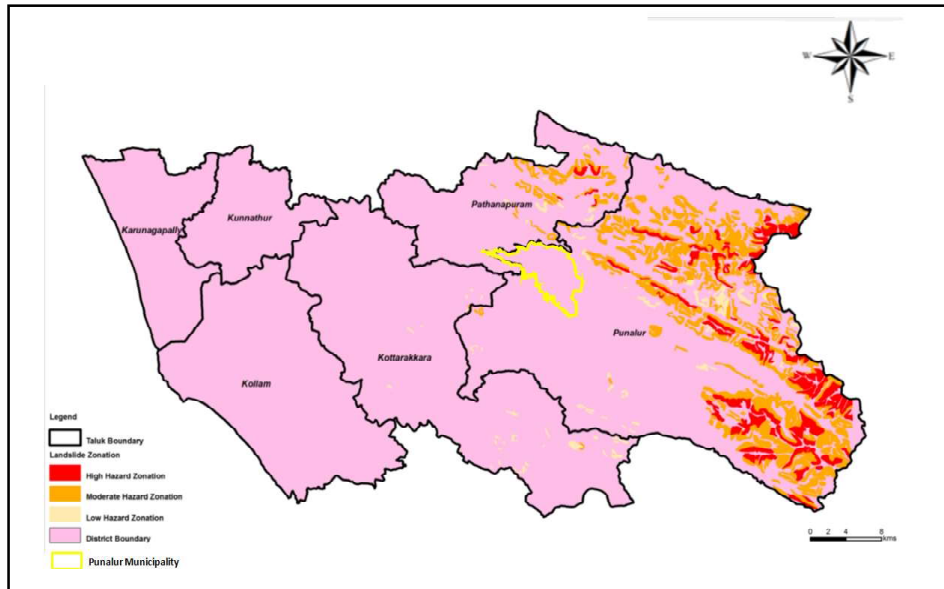 N
W E
S
Karunagapally
Kunnathur
Pathanapuram
Punalur
Kottarakkara
Kollam
Legend
Taluk Boundary
Landslide Zonation
High Hazard Zonation
Moderate Hazard Zonation
Low Hazard Zonation
District Boundary
Punalur Municipality
0 2 4 8
kms